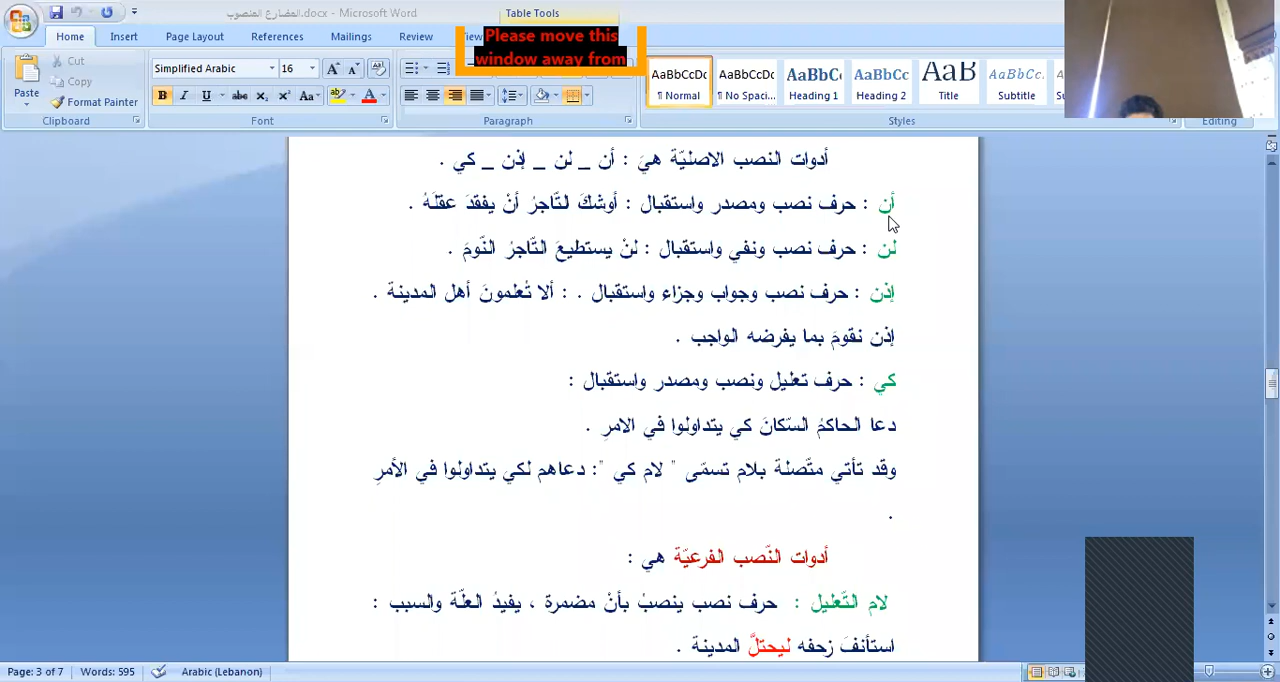 المضارع المنصوب.docx - Microsoft Word
Table Tools
Home Insert Page Layout References Mailings Review
Please move this
window away from
Paste
Cut
Copy
Format Painter
Simplified Arabic 16
AaBbCcDc AaBbCcDc AaBbC AaBbCc AaB AaBbCc
¶ Normal ¶ No Spaci... Heading 1 Heading 2 Title Subtitle
Clipboard Font Paragraph Styles Editing
أدوات النصب الاصليّة هيَ : أن _ لن _ إذن _ كي .
أن : حرف نصب ومصدر واستقبال : أوشكَ التّاجرُ أنْ يفقدَ عقلَهُ .
لن : حرف نصب ونفي واستقبال : لنْ يستطيعَ التّاجرُ النّومَ .
إذن : حرف نصب وجواب وجزاء واستقبال . : ألا تُعلمونَ أهل المدينة .
إذن نقومَ بما يفرضه الواجب .
كي : حرف تعليل ونصب ومصدر واستقبال :
دعا الحاكمُ السّكانَ كي يتداولوا في الامرِ .
وقد تأتي متّصلة بلام تسمّى " لام كي ": دعاهم لكي يتداولوا في الأمرِ
.
أدوات النّصب الفرعيّة هي :
لام التّعليل : حرف نصب ينصبُ بأنْ مضمرة ، يفيدُ العلّة والسبب :
استأنفَ زحفه ليحتلَّ المدينة .
Page: 3 of 7 Words: 595 Arabic (Lebanon)